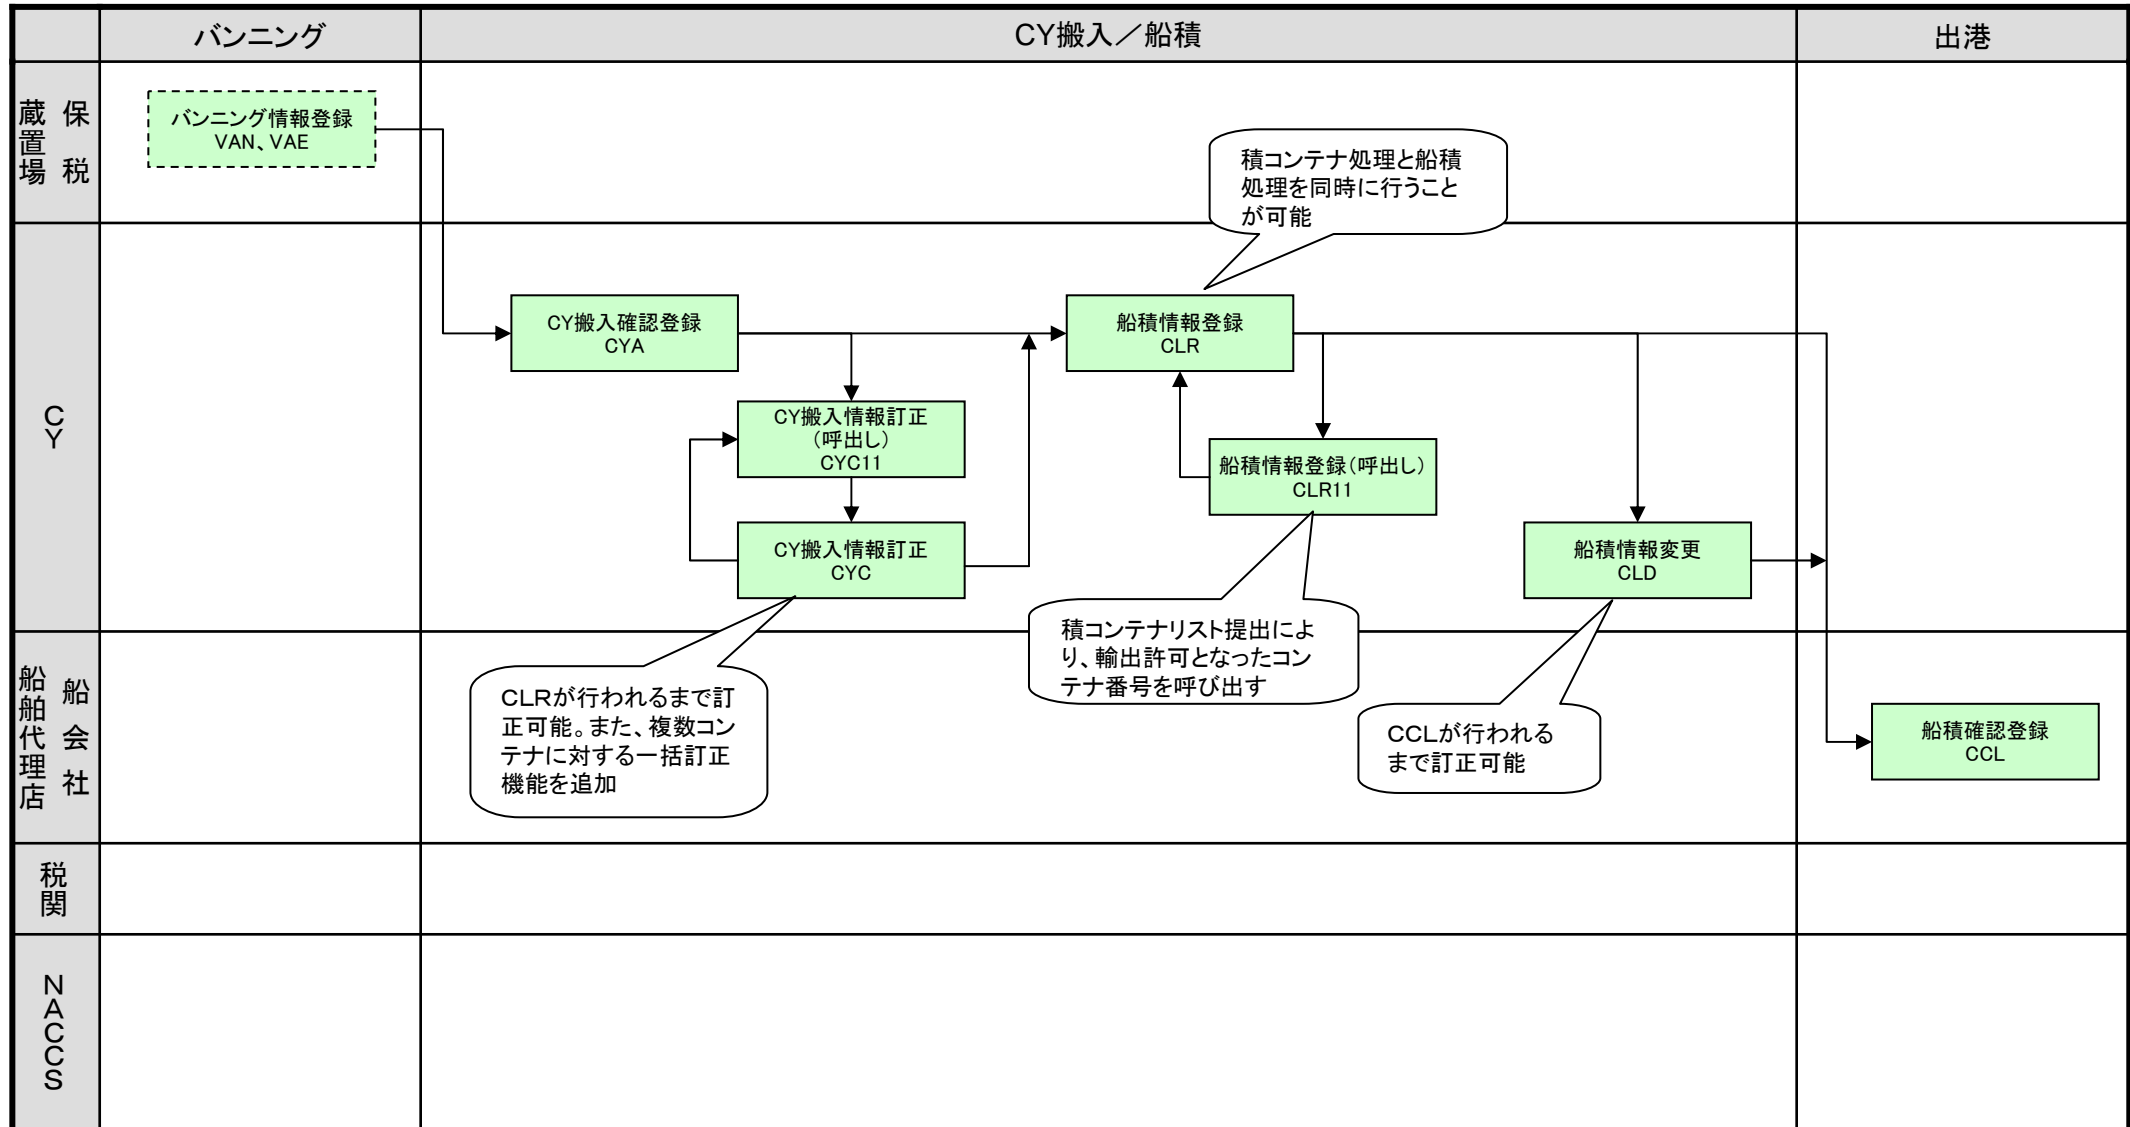 バンニング
CY搬入／船積
出港
保税
蔵置場
バンニング情報登録
VAN、VAE
積コンテナ処理と船積
処理を同時に行うこと
が可能
CY
CY搬入確認登録
CYA
船積情報登録
CLR
CY搬入情報訂正
（呼出し）
CYC11
船積情報登録（呼出し）
CLR11
CY搬入情報訂正
CYC
船積情報変更
CLD
船会社
船舶代理店
CLRが行われるまで訂
正可能。また、複数コン
テナに対する一括訂正
機能を追加
積コンテナリスト提出によ
り、輸出許可となったコン
テナ番号を呼び出す
CCLが行われる
まで訂正可能
船積確認登録
CCL
税関
NACCS